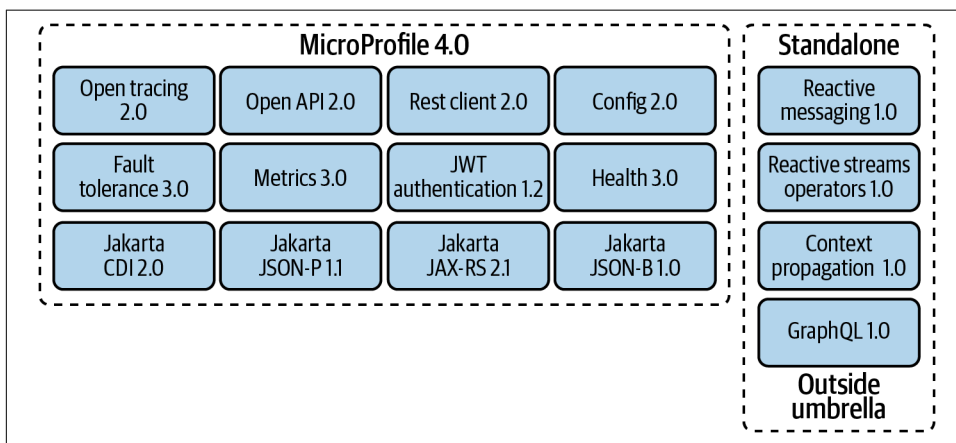 MicroProfile 4.0
Open tracing
2.0
Open API 2.0
Rest client 2.0
Config 2.0
Fault
tolerance 3.0
Metrics 3.0
JWT
authentication 1.2
Health 3.0
Jakarta
CDI 2.0
Jakarta
JSON-P 1.1
Jakarta
JAX-RS 2.1
Jakarta
JSON-B 1.0
Standalone
Reactive
messaging 1.0
Reactive streams
operators 1.0
Context
propagation 1.0
GraphQL 1.0
Outside
umbrella